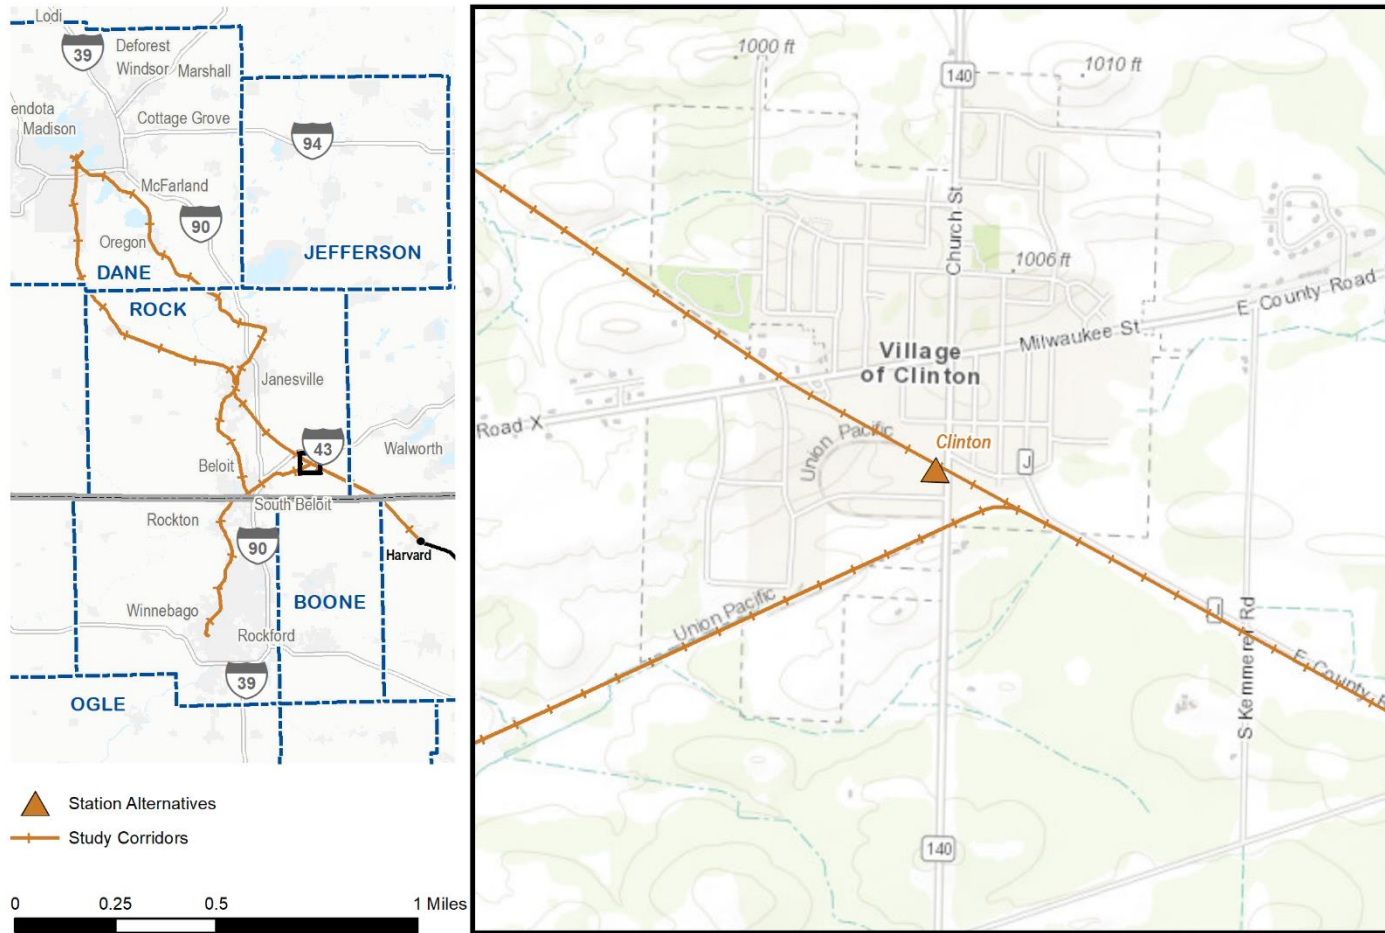 Lodi
39
Deforest
Windsor
Marshall
endota
Madison
Cottage Grove
94
McFarland
90
Oregon
JEFFERSON
DANE
ROCK
Janesville
43
Walworth
Beloit
South Beloit
Rockton
90
Harvard
Winnebago
BOONE
Rockford
39
OGLE
Station Alternatives
Study Corridors
0
0.25
0.5
1 Miles
1000 ft
140
1010 ft
Church St
1006 ft
E County Road
Milwaukee St
Village
of Clinton
Road X
Union Pacific
Clinton
J
Union Pacific
J
S Kemmerer Rd
E County R
140